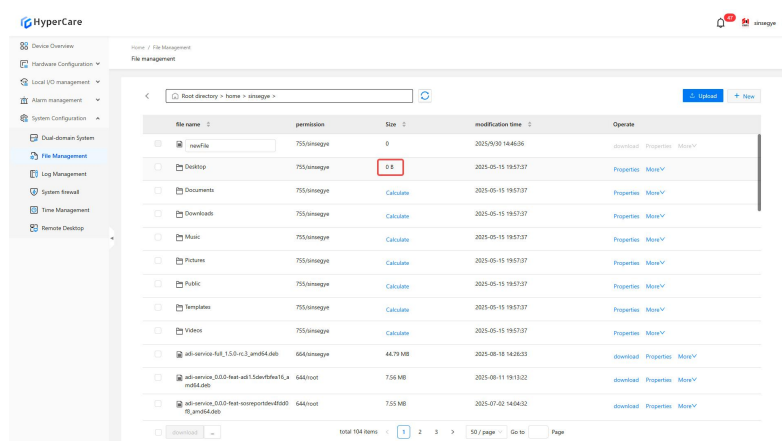 HyperCare
47
sinsegye
Device Overview
Hardware Configuration
Local I/O management
Alarm management
System Configuration
Dual-domain System
File Management
Log Management
System firewall
Time Management
Remote Desktop
Home / File Management
File management
Root directory > home > sinsegye >
Upload
+ New
file name permission Size modification time Operate
newFile 0 2025/9/30 14:46:36 download Properties More
Desktop 755/sinsegye 0 B 2025-05-15 19:57:37 Properties More
Documents 755/sinsegye Calculate 2025-05-15 19:57:37 Properties More
Downloads 755/sinsegye Calculate 2025-05-15 19:57:37 Properties More
Music 755/sinsegye Calculate 2025-05-15 19:57:37 Properties More
Pictures 755/sinsegye Calculate 2025-05-15 19:57:37 Properties More
Public 755/sinsegye Calculate 2025-05-15 19:57:37 Properties More
Templates 755/sinsegye Calculate 2025-05-15 19:57:37 Properties More
Videos 755/sinsegye Calculate 2025-05-15 19:57:37 Properties More
adi-service-full_1.5.0-rc.3_amd64.deb 664/sinsegye 44.79 MB 2025-08-18 14:26:33 download Properties More
adi-service_0.0.0-feat-adi1.5devfbfea16_a 644/root 7.56 MB 2025-08-11 19:13:22 download Properties More
md64.deb
adi-service_0.0.0-feat-sosreportdev4fdd0 644/root 7.55 MB 2025-07-02 14:04:32 download Properties More
f8_amd64.deb
download ... total 104 items < 1 2 3 > 50 / page Go to Page